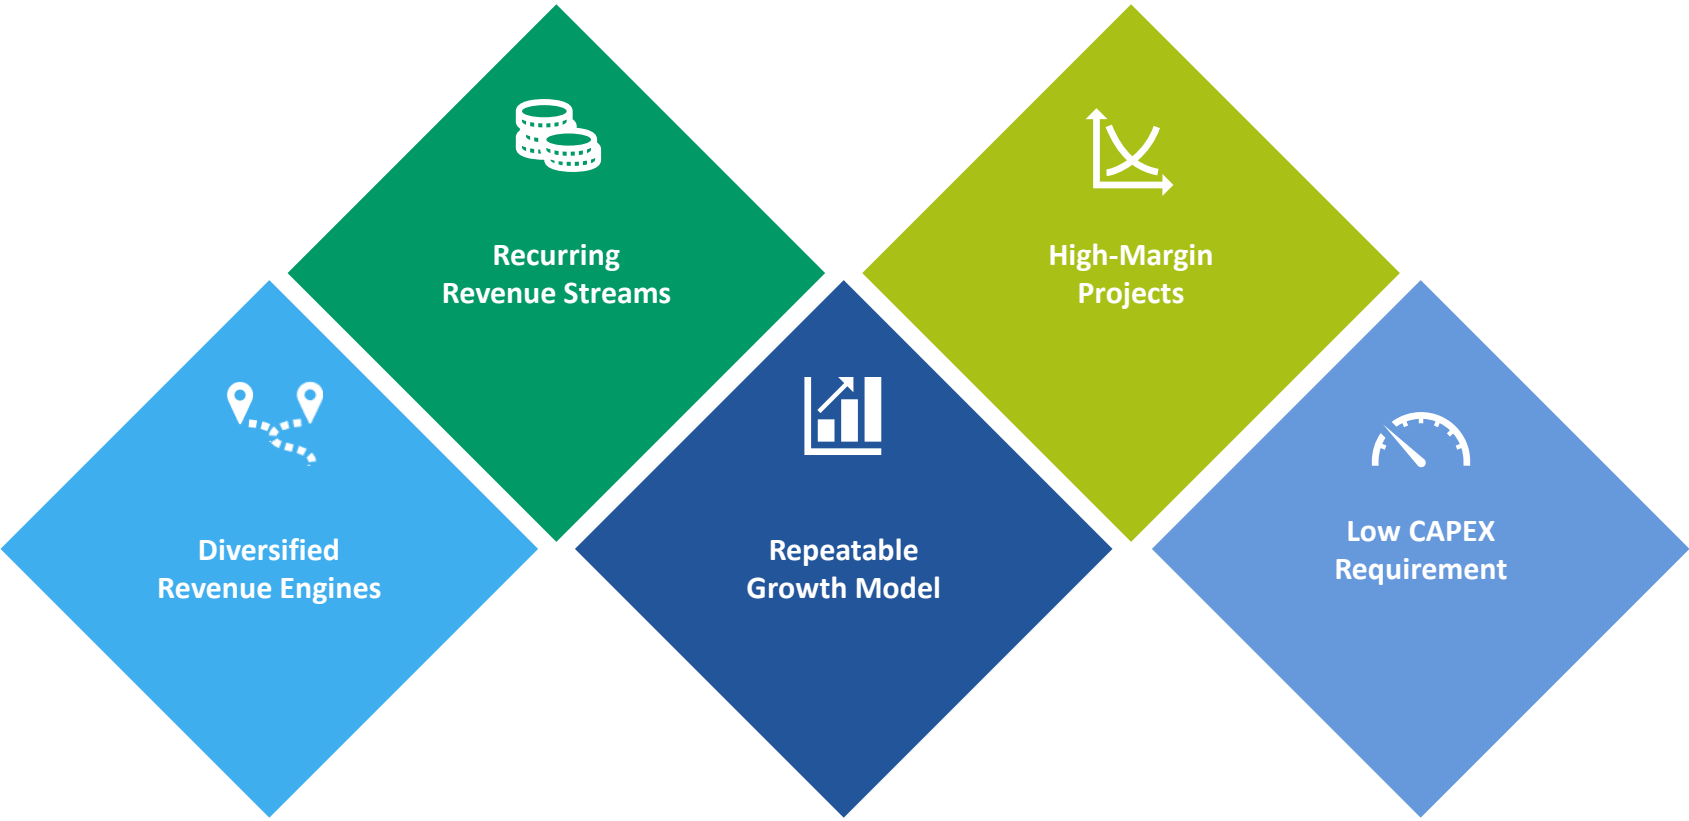 Recurring
Revenue Streams
High-Margin
Projects
Diversified
Revenue Engines
Repeatable
Growth Model
Low CAPEX
Requirement